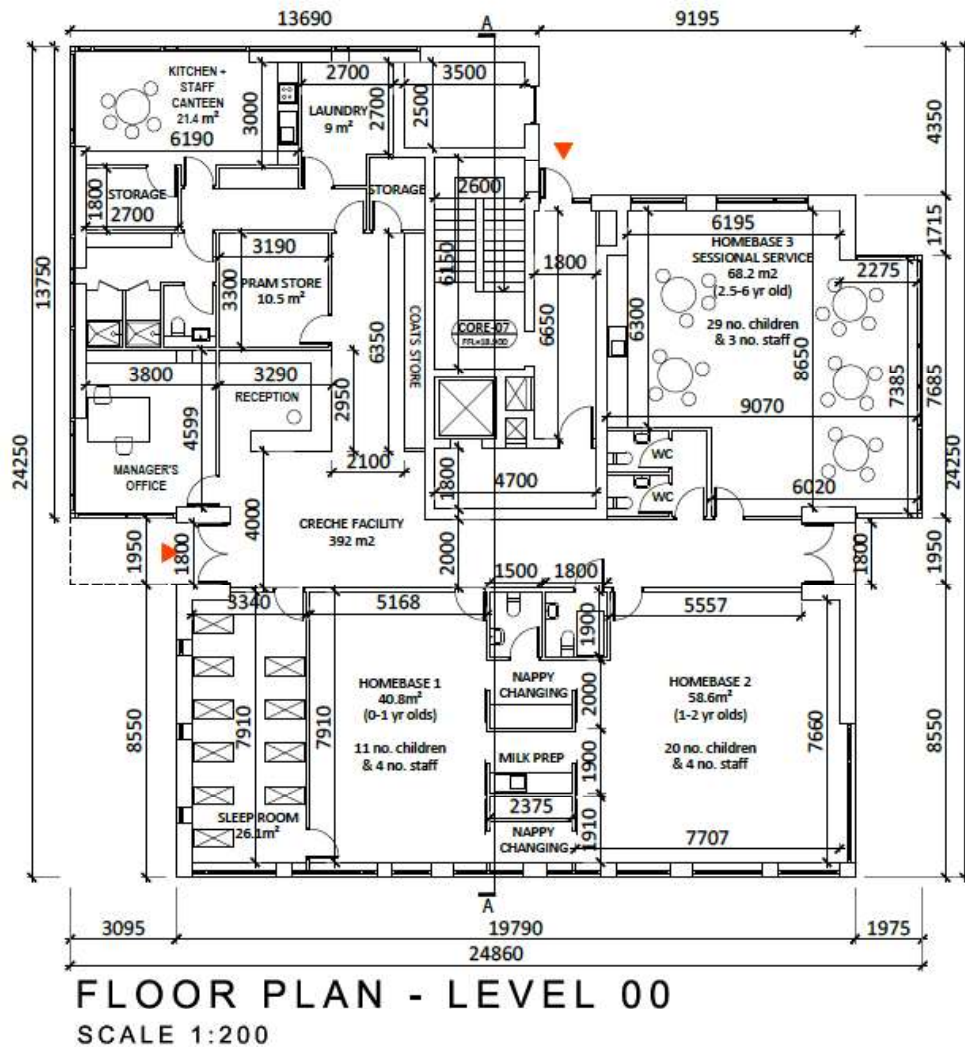 13690
9195
A
KITCHEN +
STAFF
CANTEEN
21.4 m²
6190
3000
2700
LAUNDRY
9 m²
2700
3500
2500
4350
STORAGE
2700
1800
STORAGE
2600
6150
1800
6650
6195
HOMEBASE 3
SESSIONAL SERVICE
68.2 m2
(2.5-6 yr old)
29 no. children
& 3 no. staff
6300
8650
2275
7385
7685
1715
3190
PRAM STORE
10.5 m²
3300
6350
COATS STORE
CORE-07
FFL=18.900
13750
24250
24250
3800
3290
RECEPTION
2950
4599
MANAGER'S
OFFICE
2100
1800
4700
9070
WC
WC
6020
1950
1800
4000
CRECHE FACILITY
392 m2
2000
1500
1800
1800
1950
3340
5168
1900
5557
HOMEBASE 1
40.8m²
(0-1 yr olds)
11 no. children
& 4 no. staff
NAPPY
CHANGING
2000
HOMEBASE 2
58.6m²
(1-2 yr olds)
20 no. children
& 4 no. staff
8550
7910
7910
7660
8550
MILK PREP
1900
SLEEP ROOM
26.1m²
2375
NAPPY
CHANGING
1910
7707
A
3095
19790
1975
24860
FLOOR PLAN - LEVEL 00
SCALE 1:200